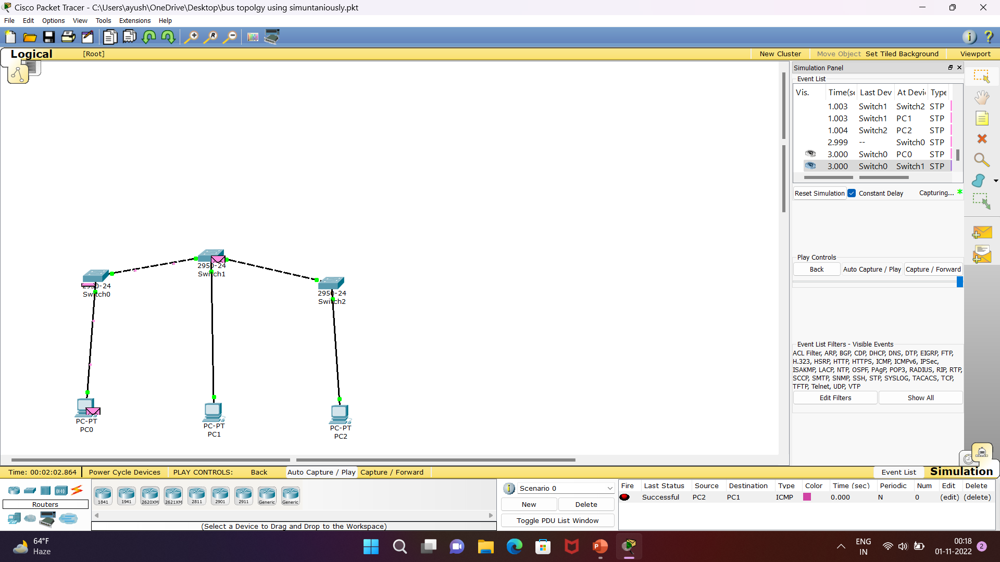 Cisco Packet Tracer - C:\Users\ayush\OneDrive\Desktop\bus topolgy using simuntaniously.pkt
File Edit Options View Tools Extensions Help
Logical [Root] New Cluster Move Object Set Tiled Background Viewport
Simulation Panel
Event List
Vis. Time(se Last Dev At Devi Type
1.003 Switch1 Switch2 STP
1.003 Switch1 PC1 STP
1.004 Switch2 PC2 STP
2.999 -- Switch0 STP
3.000 Switch0 PC0 STP
3.000 Switch0 Switch1 STP
Reset Simulation Constant Delay Capturing... *
2950-24
Switch1
2950-24
Switch0
2950-24
Switch2
PC-PT
PC0
PC-PT
PC1
PC-PT
PC2
Play Controls
Back Auto Capture / Play Capture / Forward
Event List Filters - Visible Events
ACL Filter, ARP, BGP, CDP, DHCP, DNS, DTP, EIGRP, FTP,
H.323, HSRP, HTTP, HTTPS, ICMP, ICMPv6, IPSec,
ISAKMP, LACP, NTP, OSPF, PAgP, POP3, RADIUS, RIP, RTP,
SCCP, SMTP, SNMP, SSH, STP, SYSLOG, TACACS, TCP,
TFTP, Telnet, UDP, VTP
Edit Filters Show All
Time: 00:02:02.864 Power Cycle Devices PLAY CONTROLS: Back Auto Capture / Play Capture / Forward Event List Simulation
Routers
1841 1941 2620XM 2621XM 2811 2901 2911 Generic Generic
(Select a Device to Drag and Drop to the Workspace)
Scenario 0
New Delete
Toggle PDU List Window
Fire Last Status Source Destination Type Color Time (sec) Periodic Num Edit Delete
Successful PC2 PC1 ICMP 0.000 N 0 (edit) (delete)
64°F
Haze
ENG
IN
00:18
01-11-2022
2